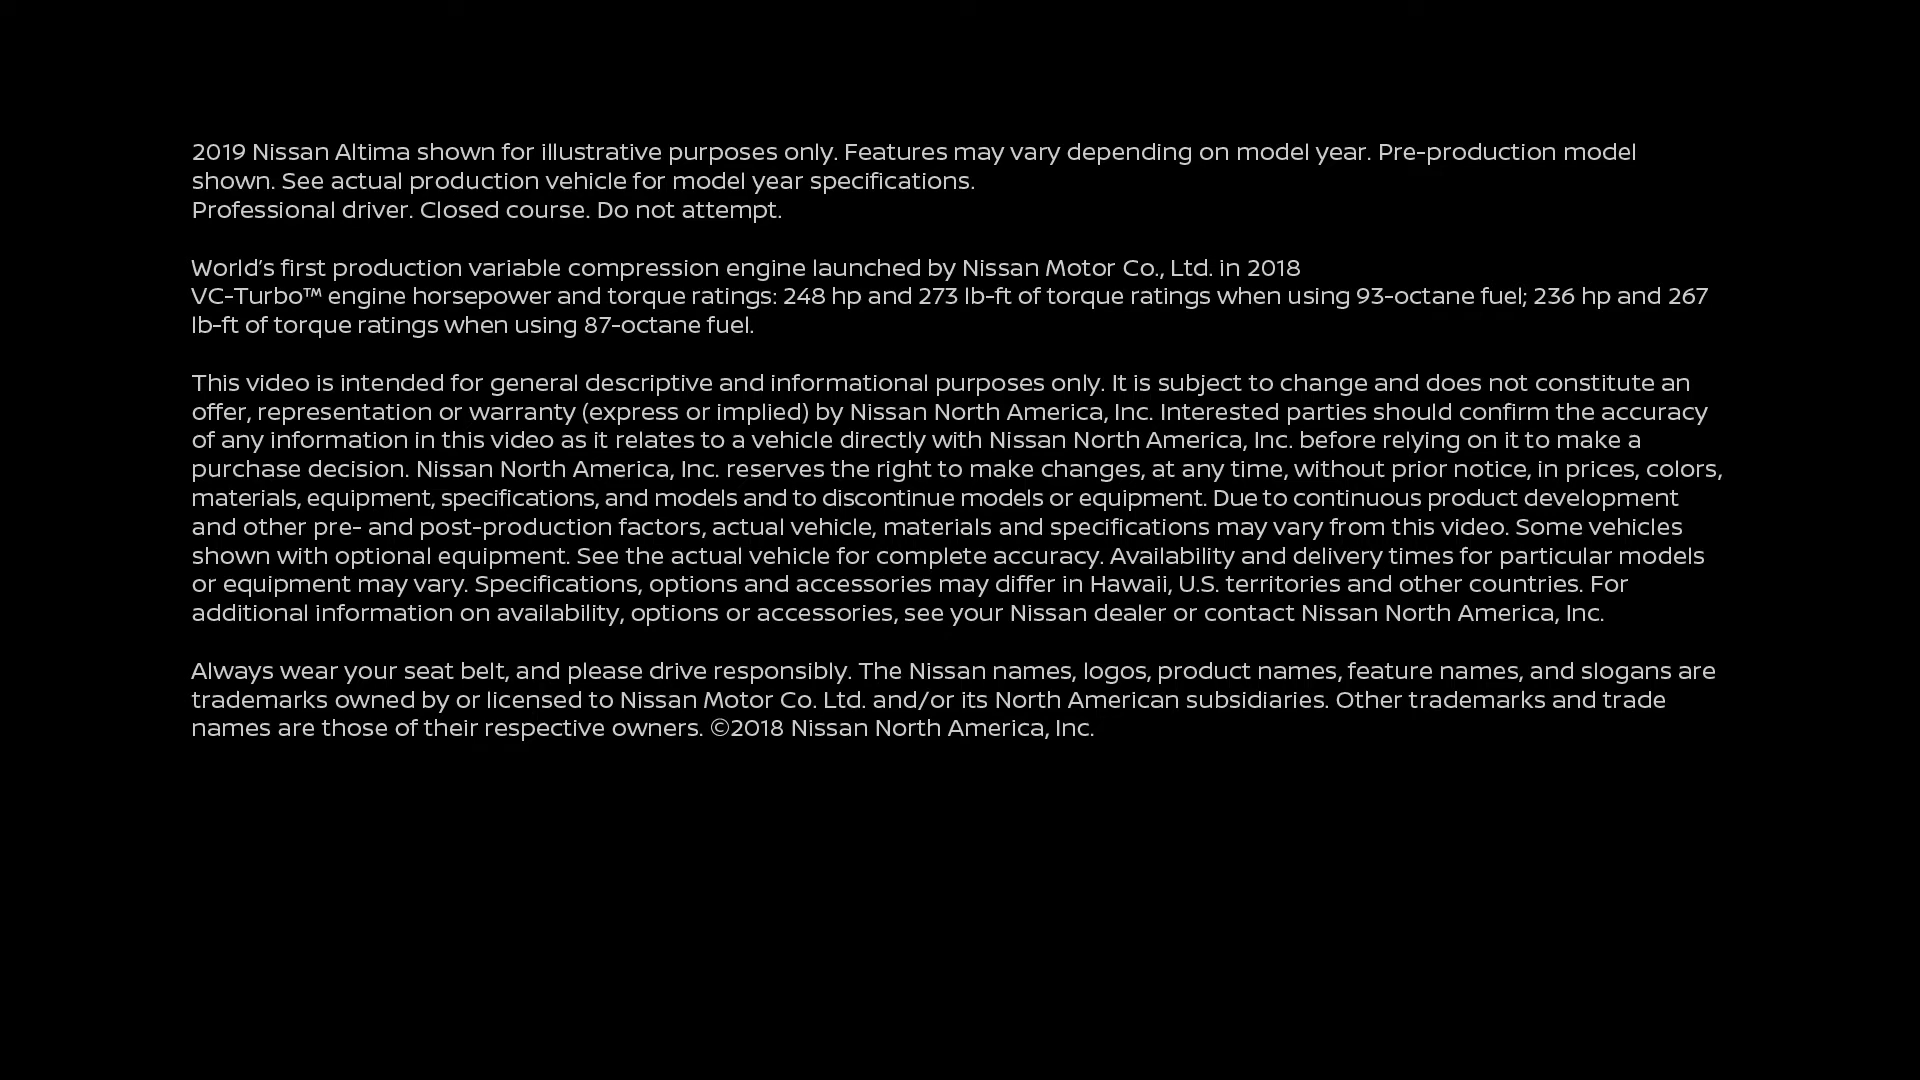 2019 Nissan Altima shown for illustrative purposes only. Features may vary depending on model year. Pre-production model
shown. See actual production vehicle for model year specifications.
Professional driver. Closed course. Do not attempt.
World's first production variable compression engine launched by Nissan Motor Co., Ltd. in 2018
VC-Turbo™ engine horsepower and torque ratings: 248 hp and 273 lb-ft of torque ratings when using 93-octane fuel; 236 hp and 267
lb-ft of torque ratings when using 87-octane fuel.
This video is intended for general descriptive and informational purposes only. It is subject to change and does not constitute an
offer, representation or warranty (express or implied) by Nissan North America, Inc. Interested parties should confirm the accuracy
of any information in this video as it relates to a vehicle directly with Nissan North America, Inc. before relying on it to make a
purchase decision. Nissan North America, Inc. reserves the right to make changes, at any time, without prior notice, in prices, colors,
materials, equipment, specifications, and models and to discontinue models or equipment. Due to continuous product development
and other pre- and post-production factors, actual vehicle, materials and specifications may vary from this video. Some vehicles
shown with optional equipment. See the actual vehicle for complete accuracy. Availability and delivery times for particular models
or equipment may vary. Specifications, options and accessories may differ in Hawaii, U.S. territories and other countries. For
additional information on availability, options or accessories, see your Nissan dealer or contact Nissan North America, Inc.
Always wear your seat belt, and please drive responsibly. The Nissan names, logos, product names, feature names, and slogans are
trademarks owned by or licensed to Nissan Motor Co. Ltd. and/or its North American subsidiaries. Other trademarks and trade
names are those of their respective owners. ©2018 Nissan North America, Inc.